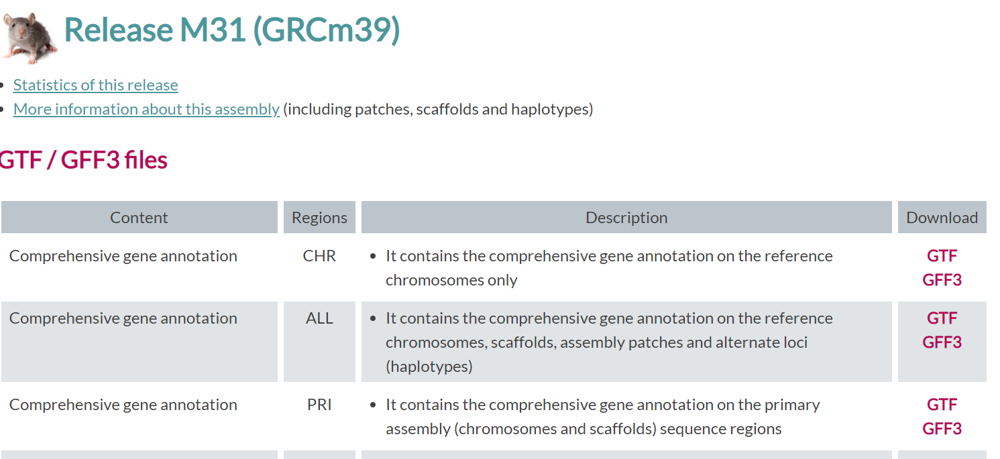 Release M31 (GRCm39)
Statistics of this release
More information about this assembly (including patches, scaffolds and haplotypes)
GTF / GFF3 files
Content Regions Description Download
Comprehensive gene annotation CHR It contains the comprehensive gene annotation on the reference GTF
chromosomes only GFF3
Comprehensive gene annotation ALL It contains the comprehensive gene annotation on the reference GTF
chromosomes, scaffolds, assembly patches and alternate loci GFF3
(haplotypes)
Comprehensive gene annotation PRI It contains the comprehensive gene annotation on the primary GTF
assembly (chromosomes and scaffolds) sequence regions GFF3